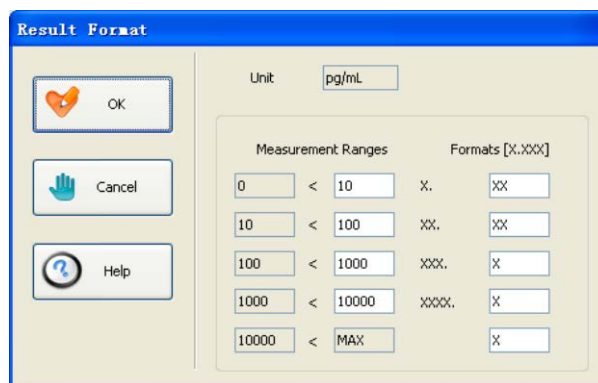 Result Format
OK
Cancel
Help
Unit pg/mL
Measurement Ranges Formats [X.XXX]
0 < 10 X. XX
10 < 100 XX. XX
100 < 1000 XXX. X
1000 < 10000 XXXX. X
10000 < MAX X